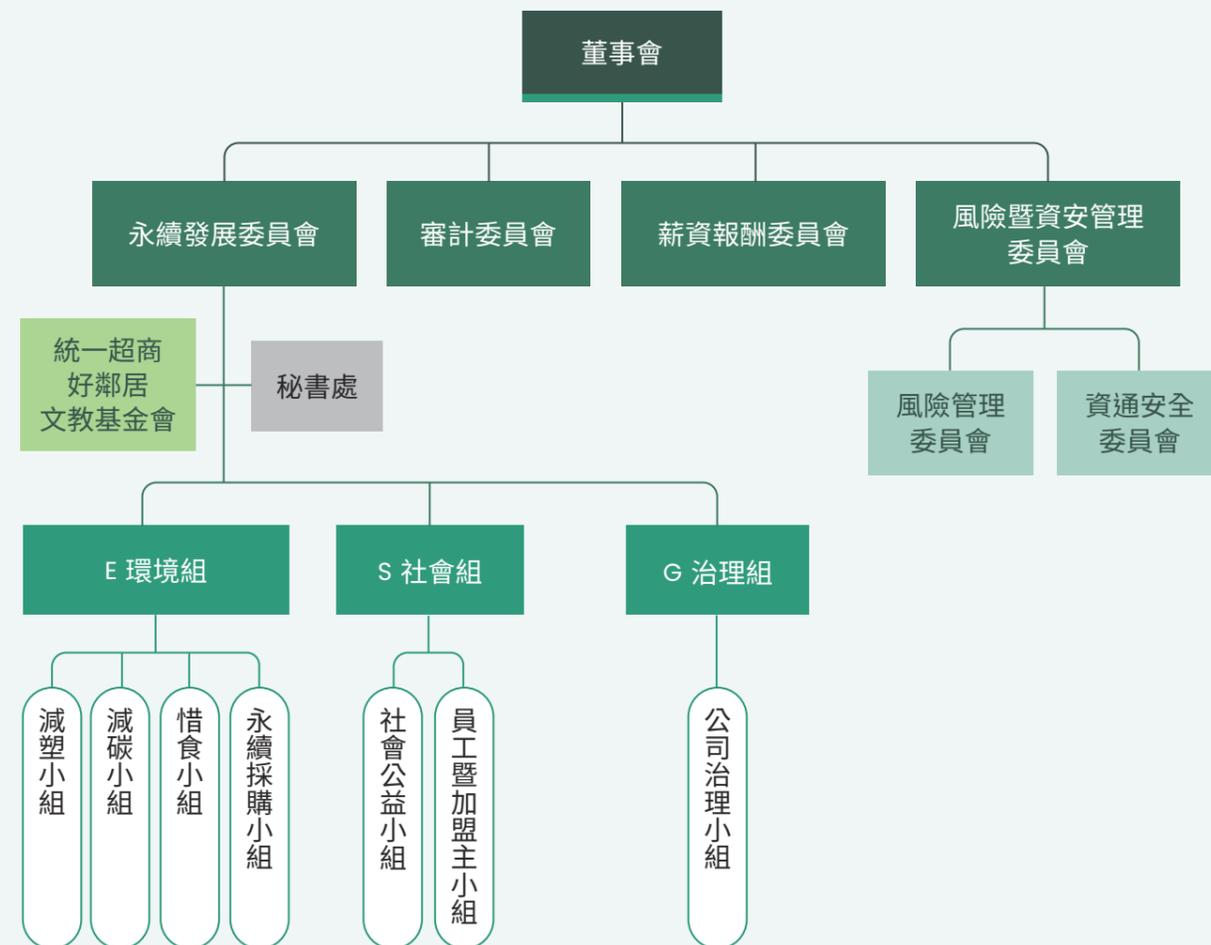 董事會
永續發展委員會
審計委員會
薪資報酬委員會
風險暨資安管理
委員會
統一超商
好鄰居
文教基金會
秘書處
風險管理
委員會
資通安全
委員會
E 環境組
S 社會組
G 治理組
減塑小組
減碳小組
惜食小組
永續採購小組
社會公益小組
員工暨加盟主小組
公司治理小組